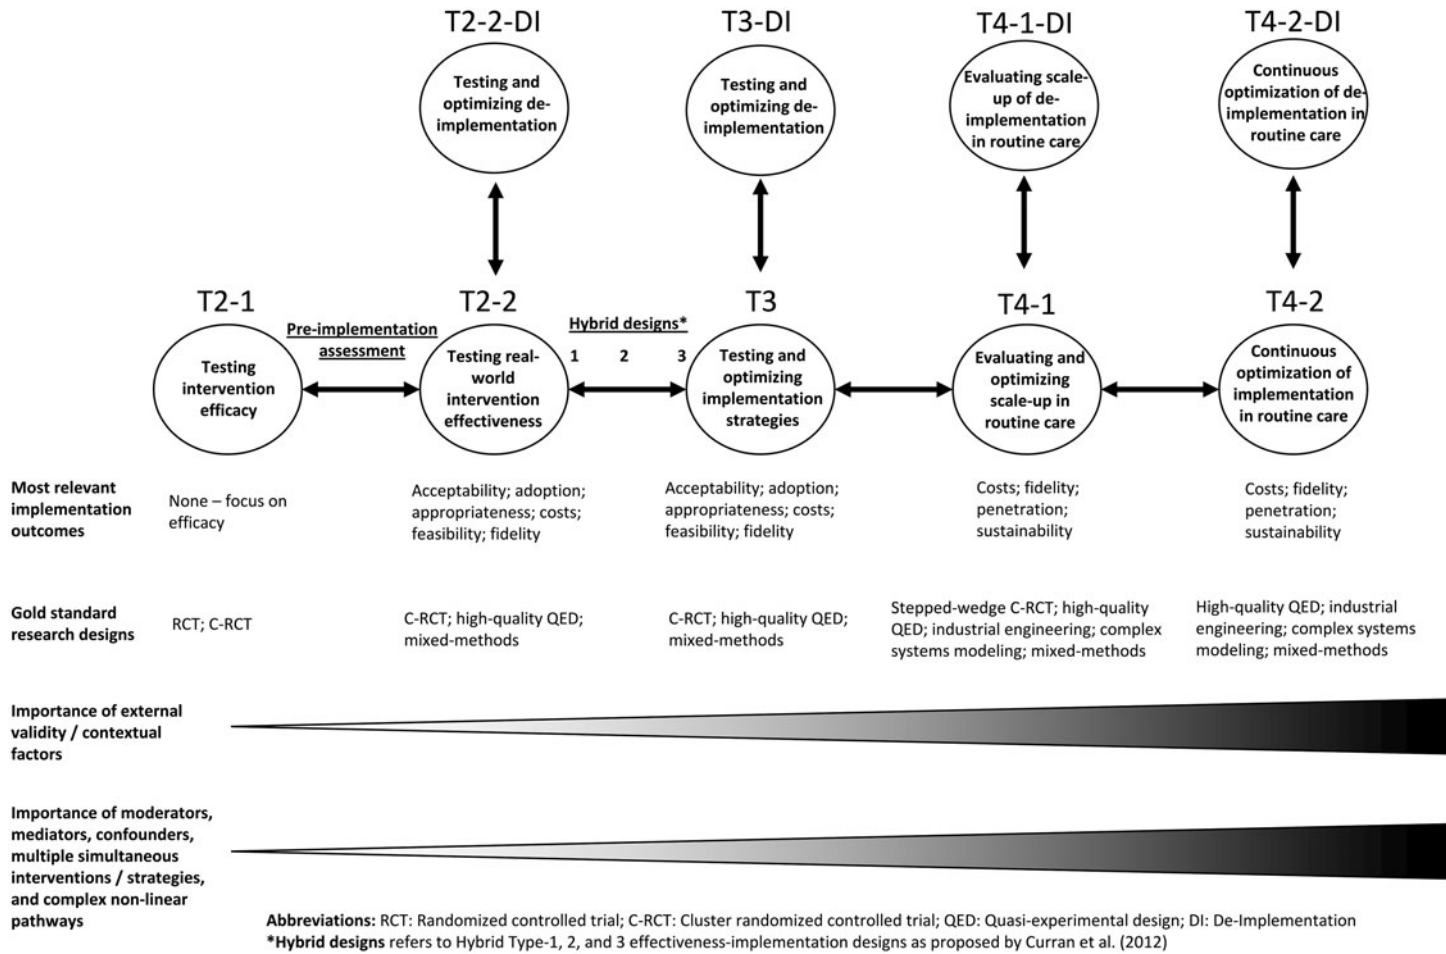 T2-2-DI
T3-DI
T4-1-DI
T4-2-DI
Testing and
optimizing de-
implementation
Testing and
optimizing de-
implementation
Evaluating scale-
up of de-
implementation
in routine care
Continuous
optimization of de-
implementation in
routine care
T2-1
T2-2
T3
T4-1
T4-2
Pre-implementation
assessment
Hybrid designs*
1 2 3
Testing
intervention
efficacy
Testing real-
world
intervention
effectiveness
Testing and
optimizing
implementation
strategies
Evaluating and
optimizing
scale-up in
routine care
Continuous
optimization of
implementation
in routine care
Most relevant
implementation
outcomes
None – focus on
efficacy
Acceptability; adoption;
appropriateness; costs;
feasibility; fidelity
Acceptability; adoption;
appropriateness; costs;
feasibility; fidelity
Costs; fidelity;
penetration;
sustainability
Costs; fidelity;
penetration;
sustainability
Gold standard
research designs
RCT; C-RCT
C-RCT; high-quality QED;
mixed-methods
C-RCT; high-quality QED;
mixed-methods
Stepped-wedge C-RCT; high-quality
QED; industrial engineering; complex
systems modeling; mixed-methods
High-quality QED; industrial
engineering; complex systems
modeling; mixed-methods
Importance of external
validity / contextual
factors
Importance of moderators,
mediators, confounders,
multiple simultaneous
interventions / strategies,
and complex non-linear
pathways
Abbreviations: RCT: Randomized controlled trial; C-RCT: Cluster randomized controlled trial; QED: Quasi-experimental design; DI: De-Implementation
*Hybrid designs refers to Hybrid Type-1, 2, and 3 effectiveness-implementation designs as proposed by Curran et al. (2012)